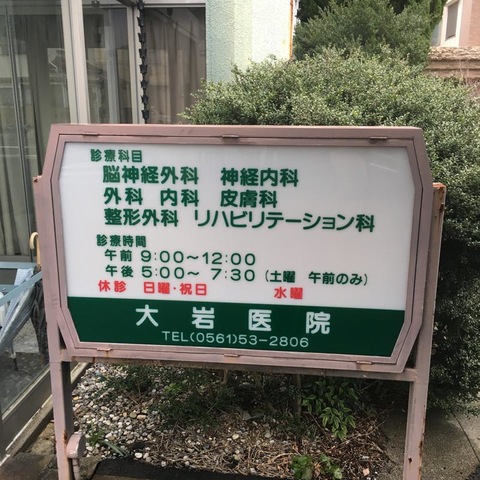 診療科目
脳神経外科 神経内科
外科 内科 皮膚科
整形外科 リハビリテーション科
診療時間
午前 9:00〜12:00
午後 5:00〜 7:30 (土曜 午前のみ)
休診 日曜・祝日 水曜
大岩医院
TEL(0561)53-2806